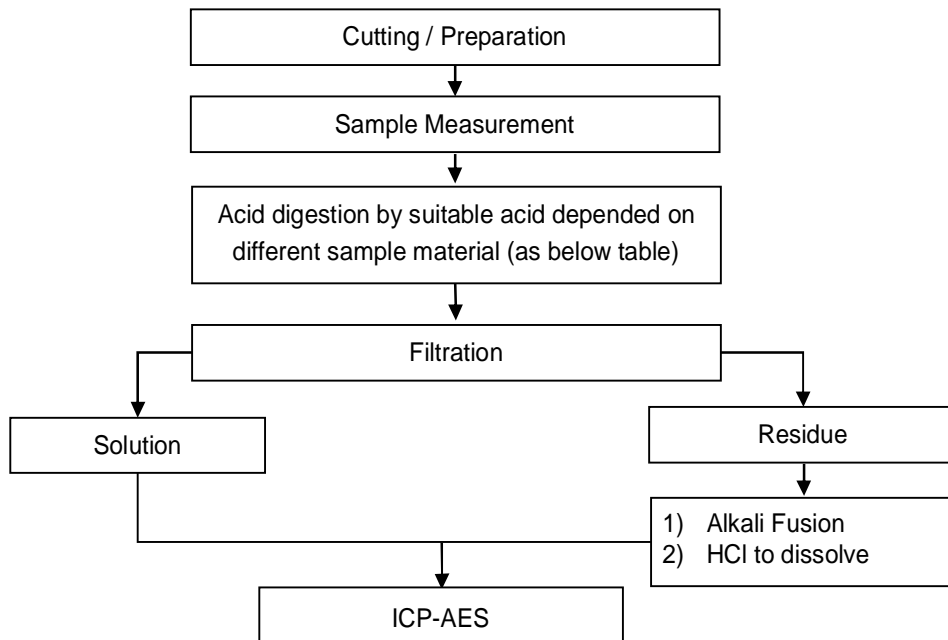 Cutting / Preparation
Sample Measurement
Acid digestion by suitable acid depended on
different sample material (as below table)
Filtration
Solution
Residue
1) Alkali Fusion
2) HCl to dissolve
ICP-AES